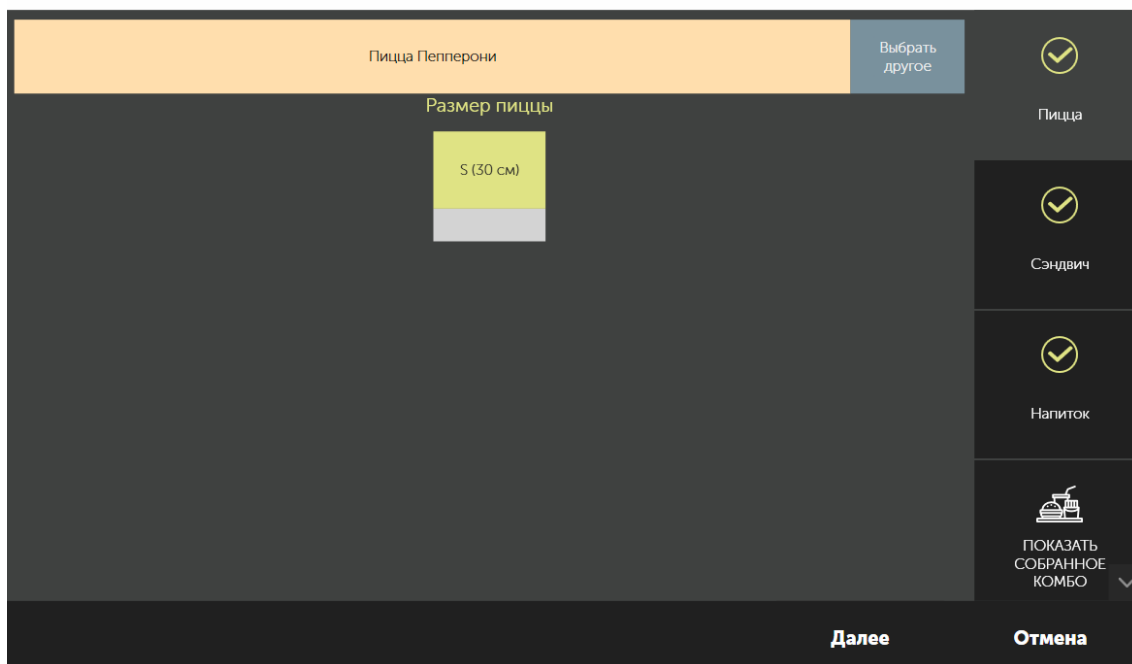 Пицца Пепперони
Выбрать
другое
Размер пиццы
S (30 см)
Пицца
Сэндвич
Напиток
ПОКАЗАТЬ
СОБРАННОЕ
КОМБО
Далее
Отмена